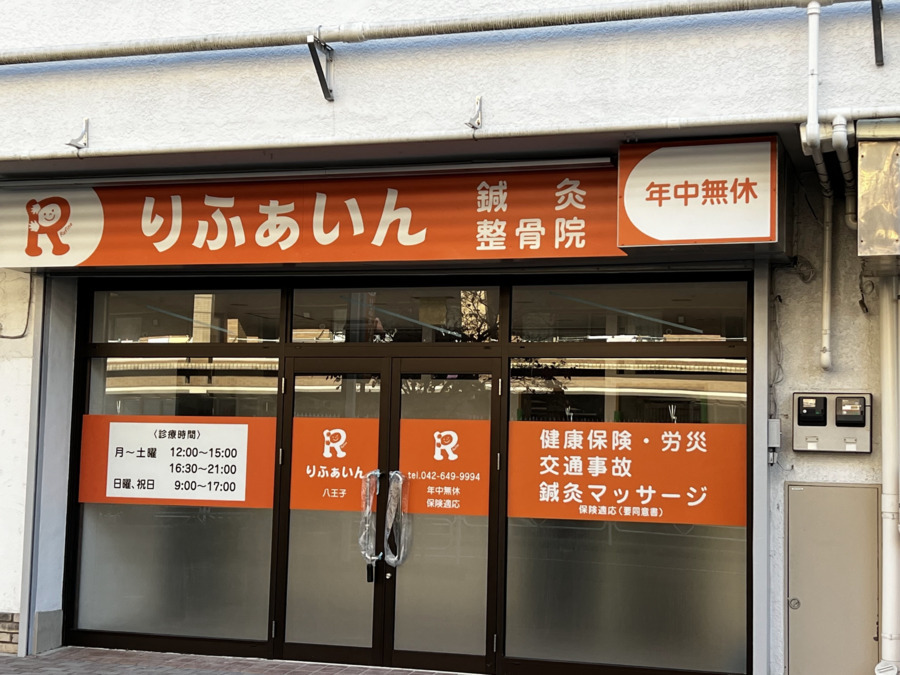 R
りふぁいん
鍼灸
整骨院
年中無休
〈診療時間〉
月～土曜 12:00～15:00
16:30～21:00
日曜、祝日 9:00～17:00
R
りふぁいん
八王子
R
tel.042-649-9994
年中無休
保険適応
健康保険・労災
交通事故
鍼灸マッサージ
保険適応（要同意書）